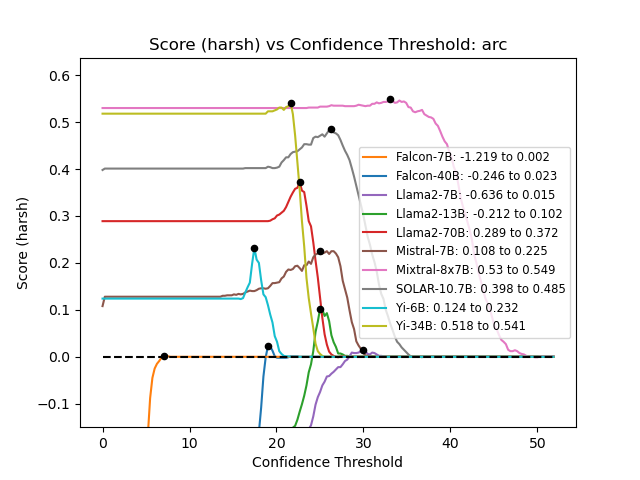 Score (harsh) vs Confidence Threshold: arc
Score (harsh)
0.6
0.5
0.4
0.3
0.2
0.1
0.0
−0.1
Falcon-7B: -1.219 to 0.002
Falcon-40B: -0.246 to 0.023
Llama2-7B: -0.636 to 0.015
Llama2-13B: -0.212 to 0.102
Llama2-70B: 0.289 to 0.372
Mistral-7B: 0.108 to 0.225
Mixtral-8x7B: 0.53 to 0.549
SOLAR-10.7B: 0.398 to 0.485
Yi-6B: 0.124 to 0.232
Yi-34B: 0.518 to 0.541
0 10 20 30 40 50
Confidence Threshold